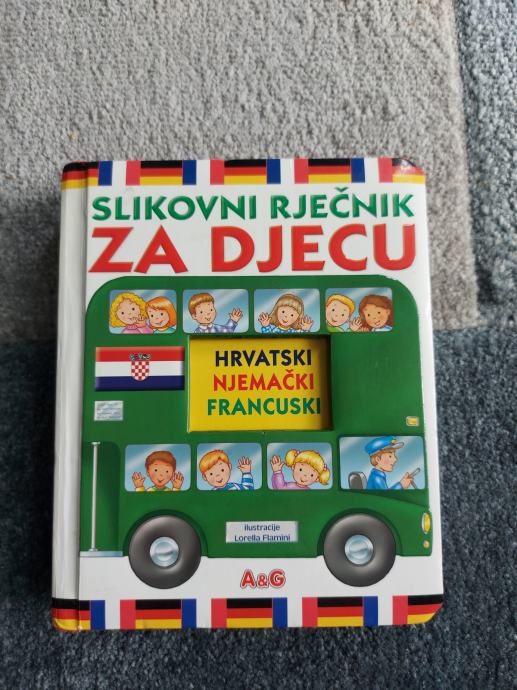 SLIKOVNI RJEČNIK
ZA DJECU
HRVATSKI
NJEMAČKI
FRANCUSKI
ilustracije
Lorella Flamini
A&G